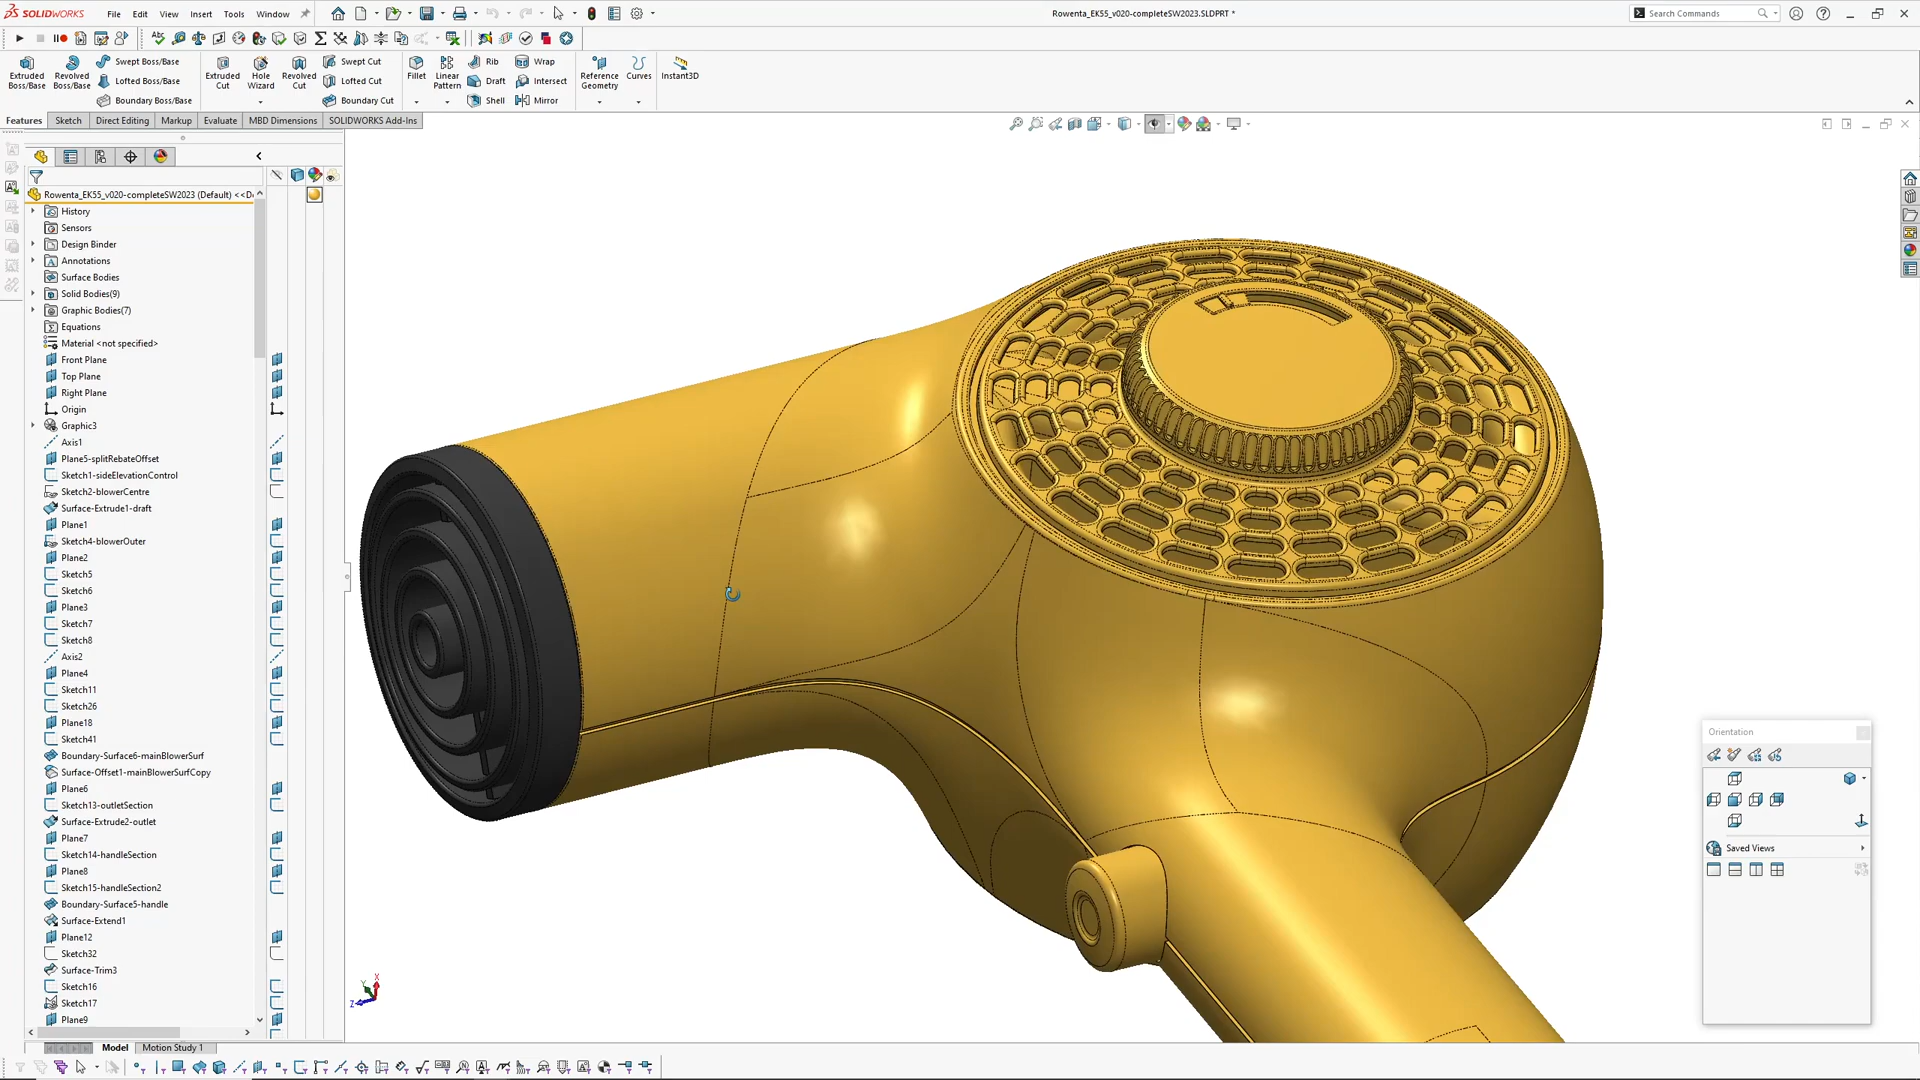 SOLIDWORKS File Edit View Insert Tools Window Rowenta_EK55_v020-completeSW2023.SLDPRT * Search Commands
Extruded Boss/Base
Revolved Boss/Base
Swept Boss/Base
Lofted Boss/Base
Boundary Boss/Base
Extruded Cut
Hole Wizard
Revolved Cut
Swept Cut
Lofted Cut
Boundary Cut
Fillet
Linear Pattern
Rib
Draft
Shell
Wrap
Intersect
Mirror
Reference Geometry
Curves
Instant3D
Features Sketch Direct Editing Markup Evaluate MBD Dimensions SOLIDWORKS Add-Ins
Rowenta_EK55_v020-completeSW2023 (Default) <<D
History
Sensors
Design Binder
Annotations
Surface Bodies
Solid Bodies(9)
Graphic Bodies(7)
Equations
Material <not specified>
Front Plane
Top Plane
Right Plane
Origin
Graphic3
Axis1
Plane5-splitRebateOffset
Sketch1-sideElevationControl
Sketch2-blowerCentre
Surface-Extrude1-draft
Plane1
Sketch4-blowerOuter
Plane2
Sketch5
Sketch6
Plane3
Sketch7
Sketch8
Axis2
Plane4
Sketch11
Sketch26
Plane18
Sketch41
Boundary-Surface6-mainBlowerSurf
Surface-Offset1-mainBlowerSurfCopy
Plane6
Sketch13-outletSection
Surface-Extrude2-outlet
Plane7
Sketch14-handleSection
Plane8
Sketch15-handleSection2
Boundary-Surface5-handle
Surface-Extend1
Plane12
Sketch32
Surface-Trim3
Sketch16
Sketch17
Plane9
Orientation
Saved Views
X
Y
Z
Model Motion Study 1